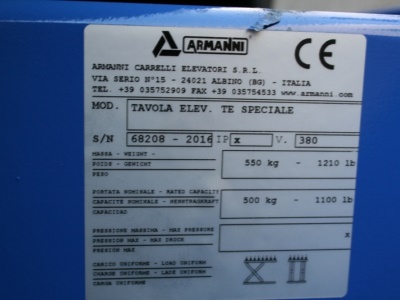 ARMANNI CE
ARMANNI CARRELLI ELEVATORI S.R.L.
VIA SERIO N°15 - 24021 ALBINO (BG) - ITALIA
TEL. +39 035752909 FAX +39 035754533 www.armanni.com
MOD. TAVOLA ELEV. TE SPECIALE
S/N 68208 - 2016 IP x V. 380
MASSA - WEIGHT -
POIDS - GEWICHT 550 kg - 1210 lb
PESO
PORTATA NOMINALE - RATED CAPACITY
CAPACITÉ NOMINALE - NENNTRAGKRAFT 500 kg - 1100 lb
CAPACIDAD
PRESSIONE MASSIMA - MAX PRESSURE
PRESSION MAX - MAX DRUCK x
PRESION MAX
CARICO UNIFORME - LOAD UNIFORM
CHARGE UNIFORME - LADE UNIFORM
CARGA UNIFORME